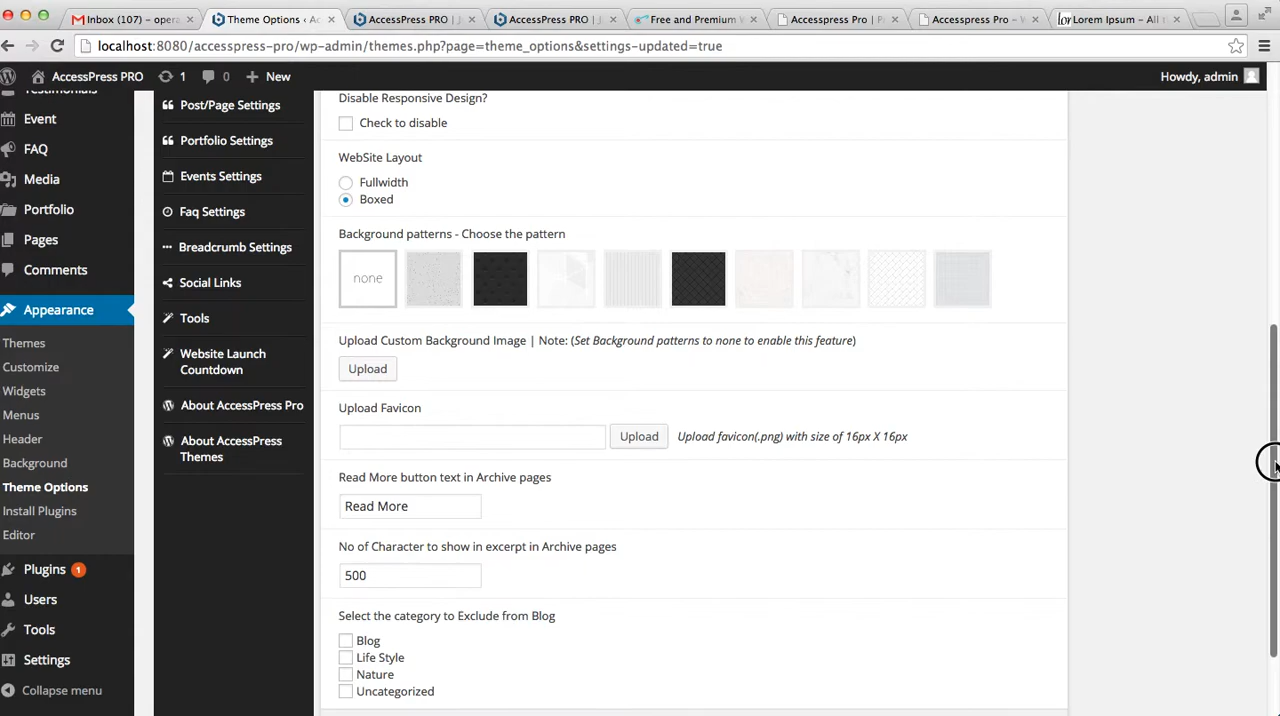 Inbox (107) – opera
Theme Options ‹ Acces
AccessPress PRO | J
AccessPress PRO | J
Free and Premium W
Accesspress Pro | P
Accesspress Pro – W
Lorem Ipsum – All t
localhost:8080/accesspress-pro/wp-admin/themes.php?page=theme_options&settings-updated=true
AccessPress PRO
1
0
New
Howdy, admin
Testimonials
Event
FAQ
Media
Portfolio
Pages
Comments
Appearance
Themes
Customize
Widgets
Menus
Header
Background
Theme Options
Install Plugins
Editor
Plugins 1
Users
Tools
Settings
Collapse menu
Post/Page Settings
Portfolio Settings
Events Settings
Faq Settings
Breadcrumb Settings
Social Links
Tools
Website Launch
Countdown
About AccessPress Pro
About AccessPress
Themes
Disable Responsive Design?
Check to disable
WebSite Layout
Fullwidth
Boxed
Background patterns - Choose the pattern
none
Upload Custom Background Image | Note: (Set Background patterns to none to enable this feature)
Upload
Upload Favicon
Upload Upload favicon(.png) with size of 16px X 16px
Read More button text in Archive pages
Read More
No of Character to show in excerpt in Archive pages
500
Select the category to Exclude from Blog
Blog
Life Style
Nature
Uncategorized